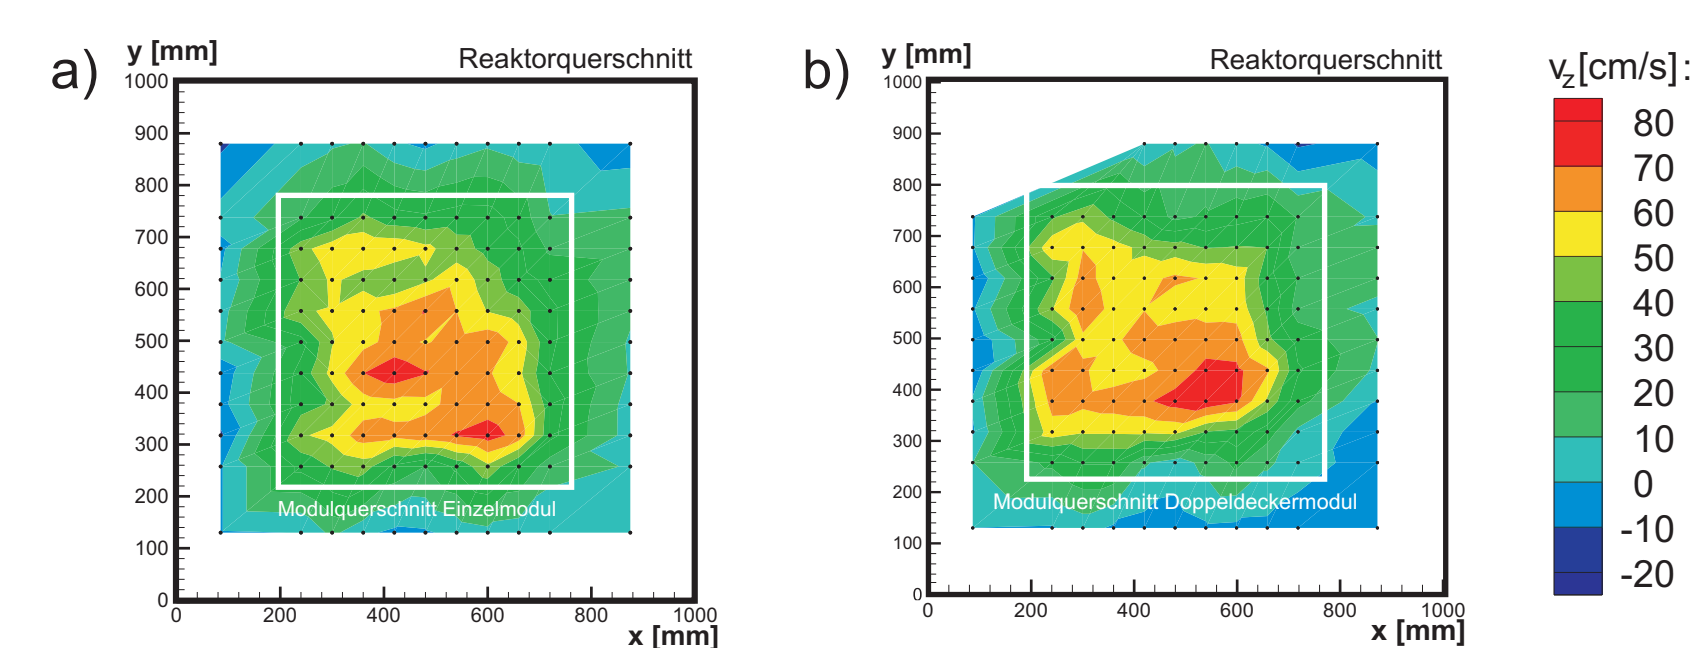 a)
y [mm]
Reaktorquerschnitt
1000
900
800
700
600
500
400
300
200
100
0
Modulquerschnitt Einzelmodul
0 200 400 600 800 1000
x [mm]
b)
y [mm]
Reaktorquerschnitt
1000
900
800
700
600
500
400
300
200
100
0
Modulquerschnitt Doppeldeckermodul
0 200 400 600 800 1000
x [mm]
vz[cm/s]:
80
70
60
50
40
30
20
10
0
-10
-20